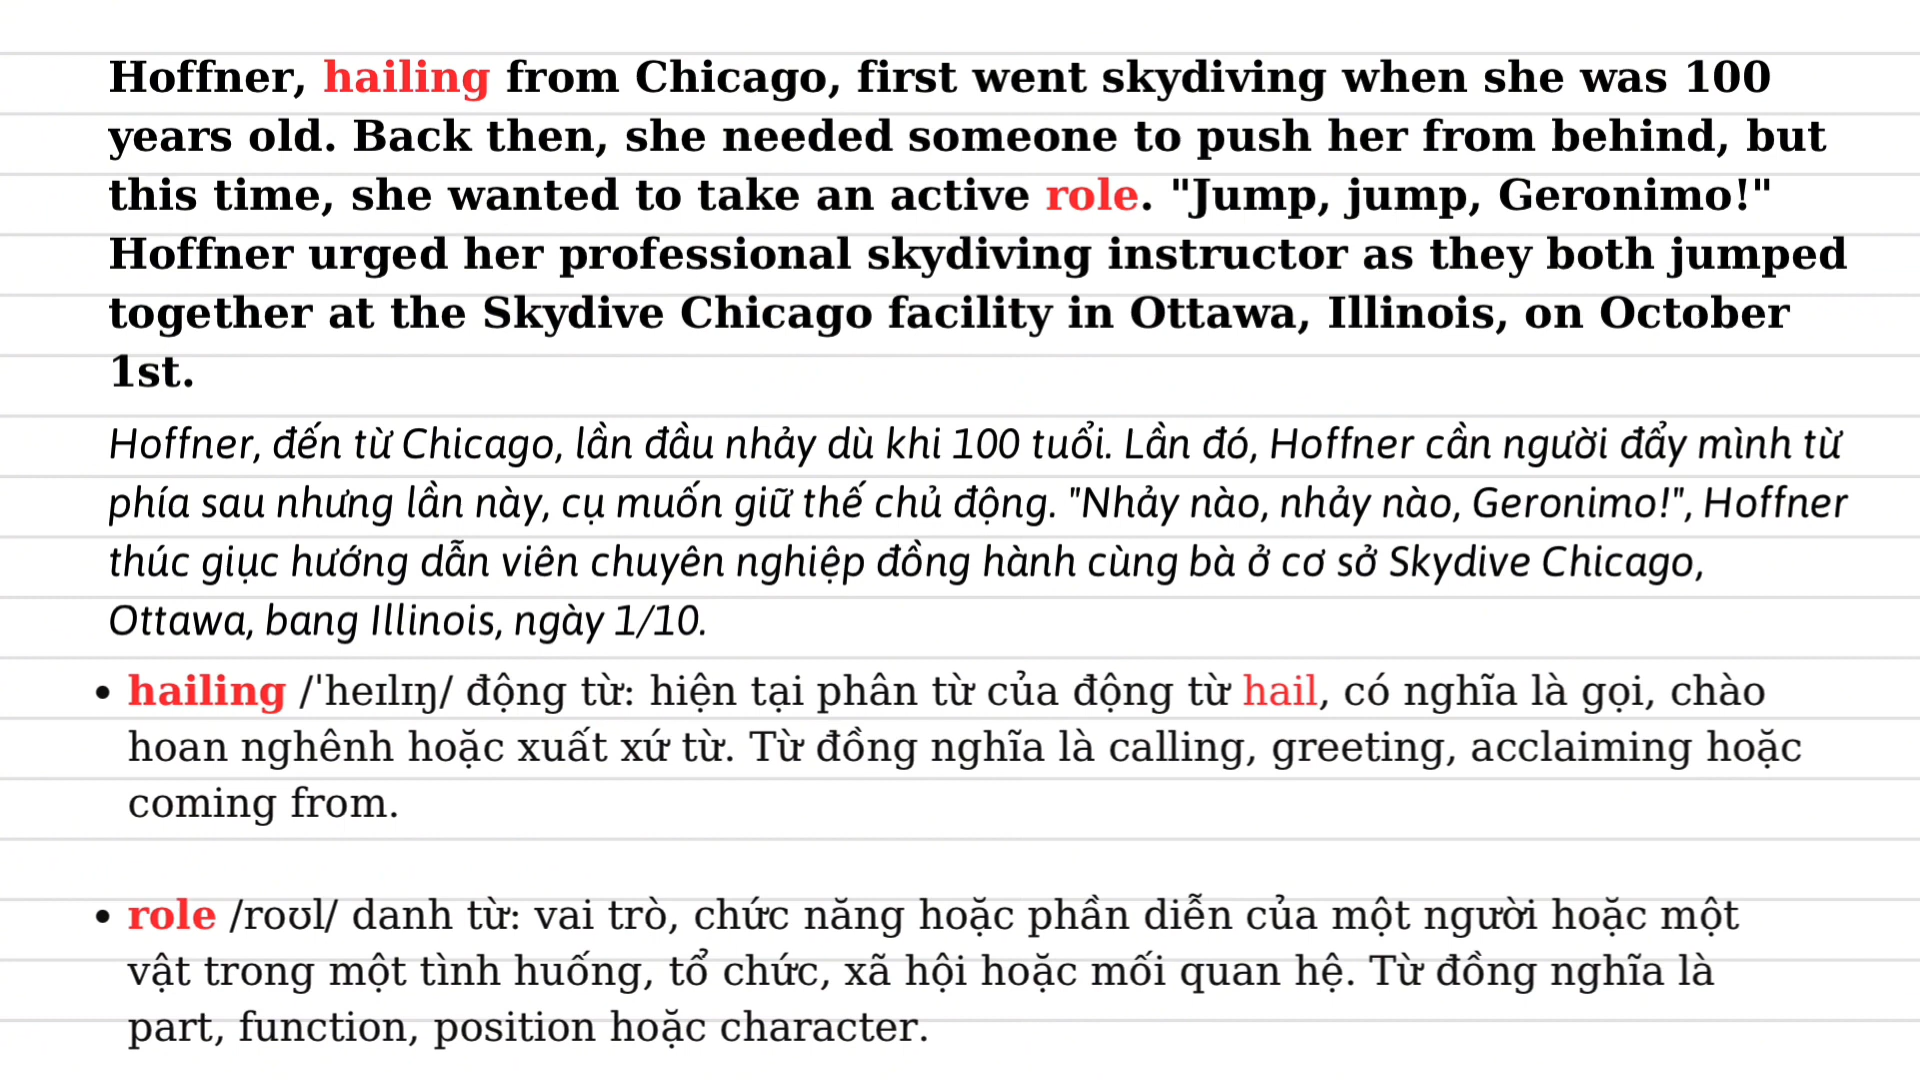 Hoffner, hailing from Chicago, first went skydiving when she was 100
years old. Back then, she needed someone to push her from behind, but
this time, she wanted to take an active role. "Jump, jump, Geronimo!"
Hoffner urged her professional skydiving instructor as they both jumped
together at the Skydive Chicago facility in Ottawa, Illinois, on October
1st.
Hoffner, đến từ Chicago, lần đầu nhảy dù khi 100 tuổi. Lần đó, Hoffner cần người đẩy mình từ
phía sau nhưng lần này, cụ muốn giữ thế chủ động. "Nhảy nào, nhảy nào, Geronimo!", Hoffner
thúc giục hướng dẫn viên chuyên nghiệp đồng hành cùng bà ở cơ sở Skydive Chicago,
Ottawa, bang Illinois, ngày 1/10.
• hailing /ˈheɪlɪŋ/ động từ: hiện tại phân từ của động từ hail, có nghĩa là gọi, chào
hoan nghênh hoặc xuất xứ từ. Từ đồng nghĩa là calling, greeting, acclaiming hoặc
coming from.
• role /roʊl/ danh từ: vai trò, chức năng hoặc phần diễn của một người hoặc một
vật trong một tình huống, tổ chức, xã hội hoặc mối quan hệ. Từ đồng nghĩa là
part, function, position hoặc character.